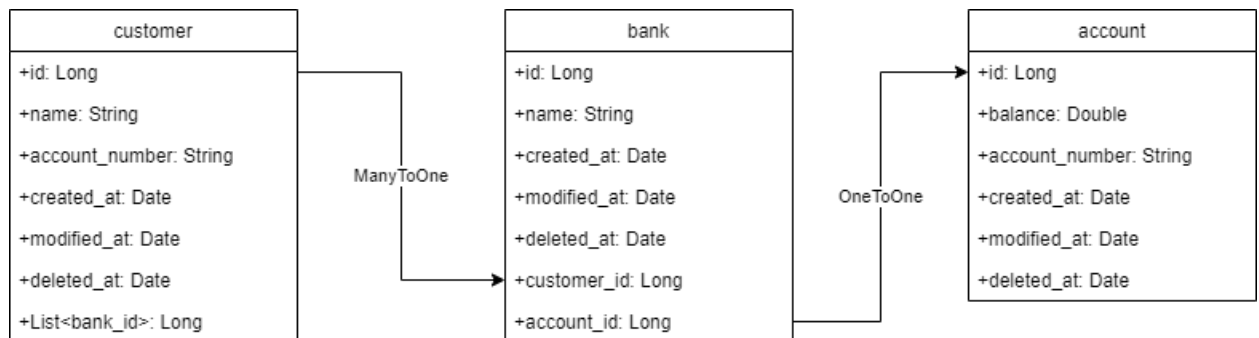 customer
+id: Long
+name: String
+account_number: String
+created_at: Date
+modified_at: Date
+deleted_at: Date
+List<bank_id>: Long
ManyToOne
bank
+id: Long
+name: String
+created_at: Date
+modified_at: Date
+deleted_at: Date
+customer_id: Long
+account_id: Long
OneToOne
account
+id: Long
+balance: Double
+account_number: String
+created_at: Date
+modified_at: Date
+deleted_at: Date